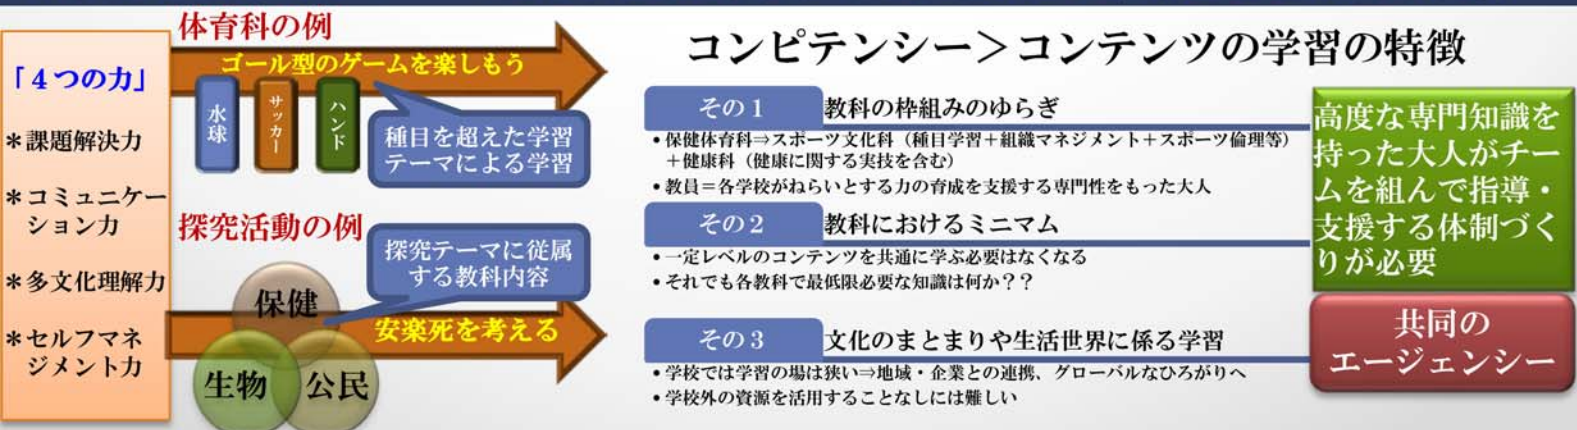 「４つの力」
＊課題解決力
＊コミュニケー
ション力
＊多文化理解力
＊セルフマネ
ジメント力
体育科の例
ゴール型のゲームを楽しもう
水球
サッカー
ハンド
種目を超えた学習
テーマによる学習
探究活動の例
探究テーマに従属
する教科内容
保健
安楽死を考える
生物
公民
コンピテンシー＞コンテンツの学習の特徴
その１ 教科の枠組みのゆらぎ
•保健体育科⇒スポーツ文化科（種目学習＋組織マネジメント＋スポーツ倫理等）
＋健康科（健康に関する実技を含む）
•教員＝各学校がねらいとする力の育成を支援する専門性をもった大人
その２ 教科におけるミニマム
•一定レベルのコンテンツを共通に学ぶ必要はなくなる
•それでも各教科で最低限必要な知識は何か？？
その３ 文化のまとまりや生活世界に係る学習
•学校では学習の場は狭い⇒地域・企業との連携、グローバルなひろがりへ
•学校外の資源を活用することなしには難しい
高度な専門知識を
持った大人がチー
ムを組んで指導・
支援する体制づく
りが必要
共同の
エージェンシー